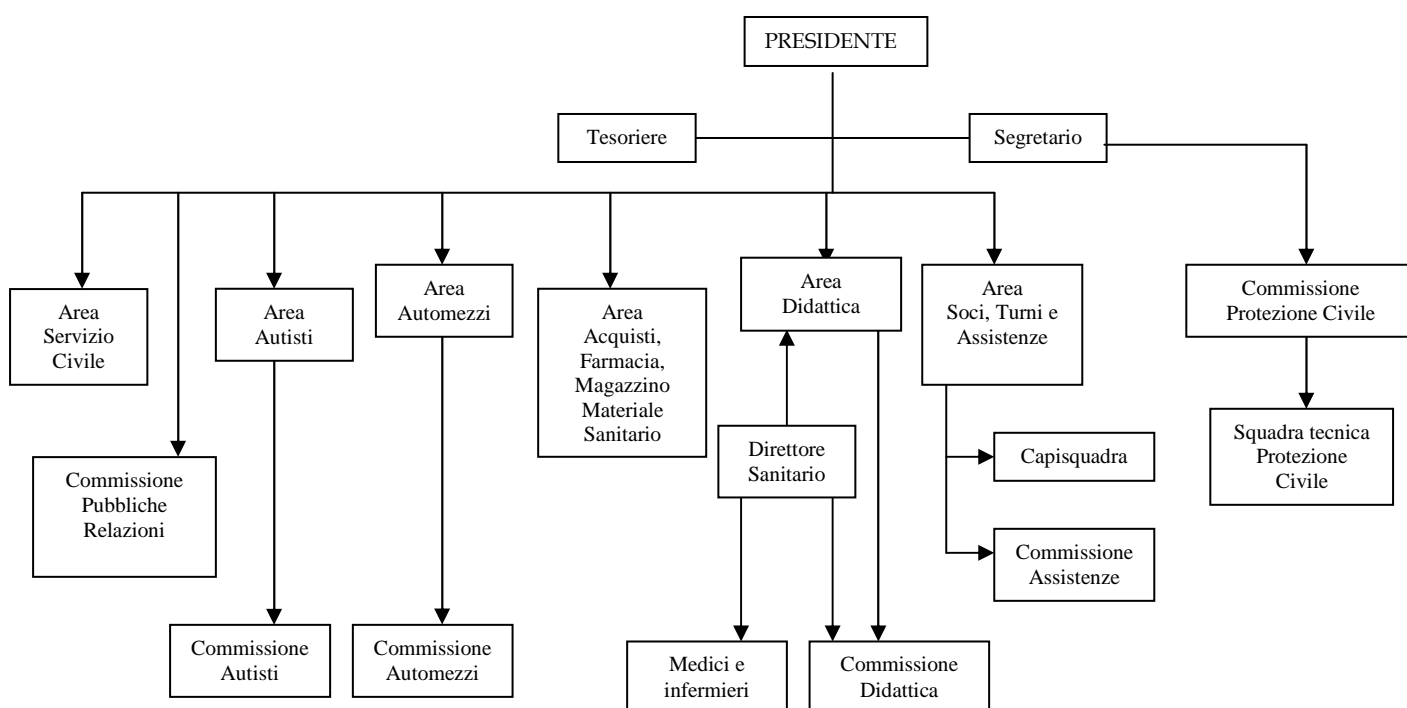 PRESIDENTE
Tesoriere
Segretario
Area
Servizio
Civile
Area
Autisti
Area
Automezzi
Area
Acquisti,
Farmacia,
Magazzino
Materiale
Sanitario
Area
Didattica
Area
Soci, Turni e
Assistenze
Commissione
Protezione Civile
Commissione
Pubbliche
Relazioni
Direttore
Sanitario
Capisquadra
Squadra tecnica
Protezione
Civile
Commissione
Assistenze
Commissione
Autisti
Commissione
Automezzi
Medici e
infermieri
Commissione
Didattica